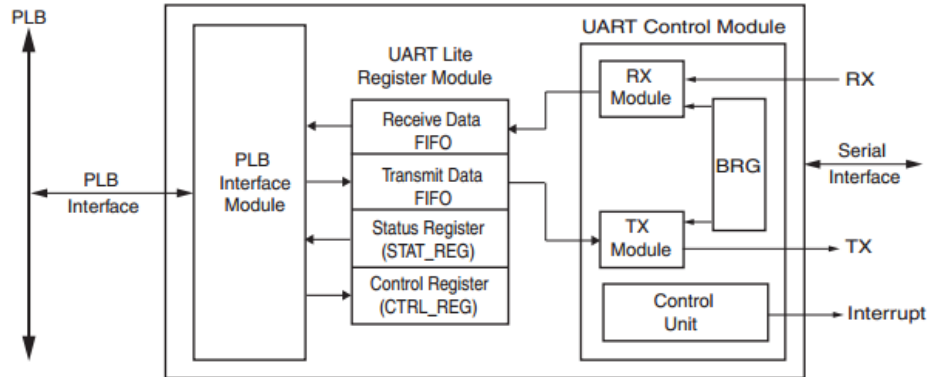 PLB
UART Control Module
UART Lite
Register Module
RX
Module
RX
Receive Data
FIFO
PLB
Interface
Module
PLB
Interface
Transmit Data
FIFO
BRG
Serial
Interface
Status Register
(STAT_REG)
TX
Module
TX
Control Register
(CTRL_REG)
Control
Unit
Interrupt